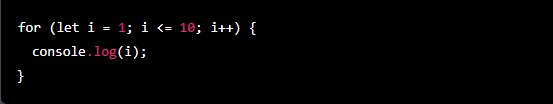 for (let i = 1; i <= 10; i++) {
  console.log(i);
}